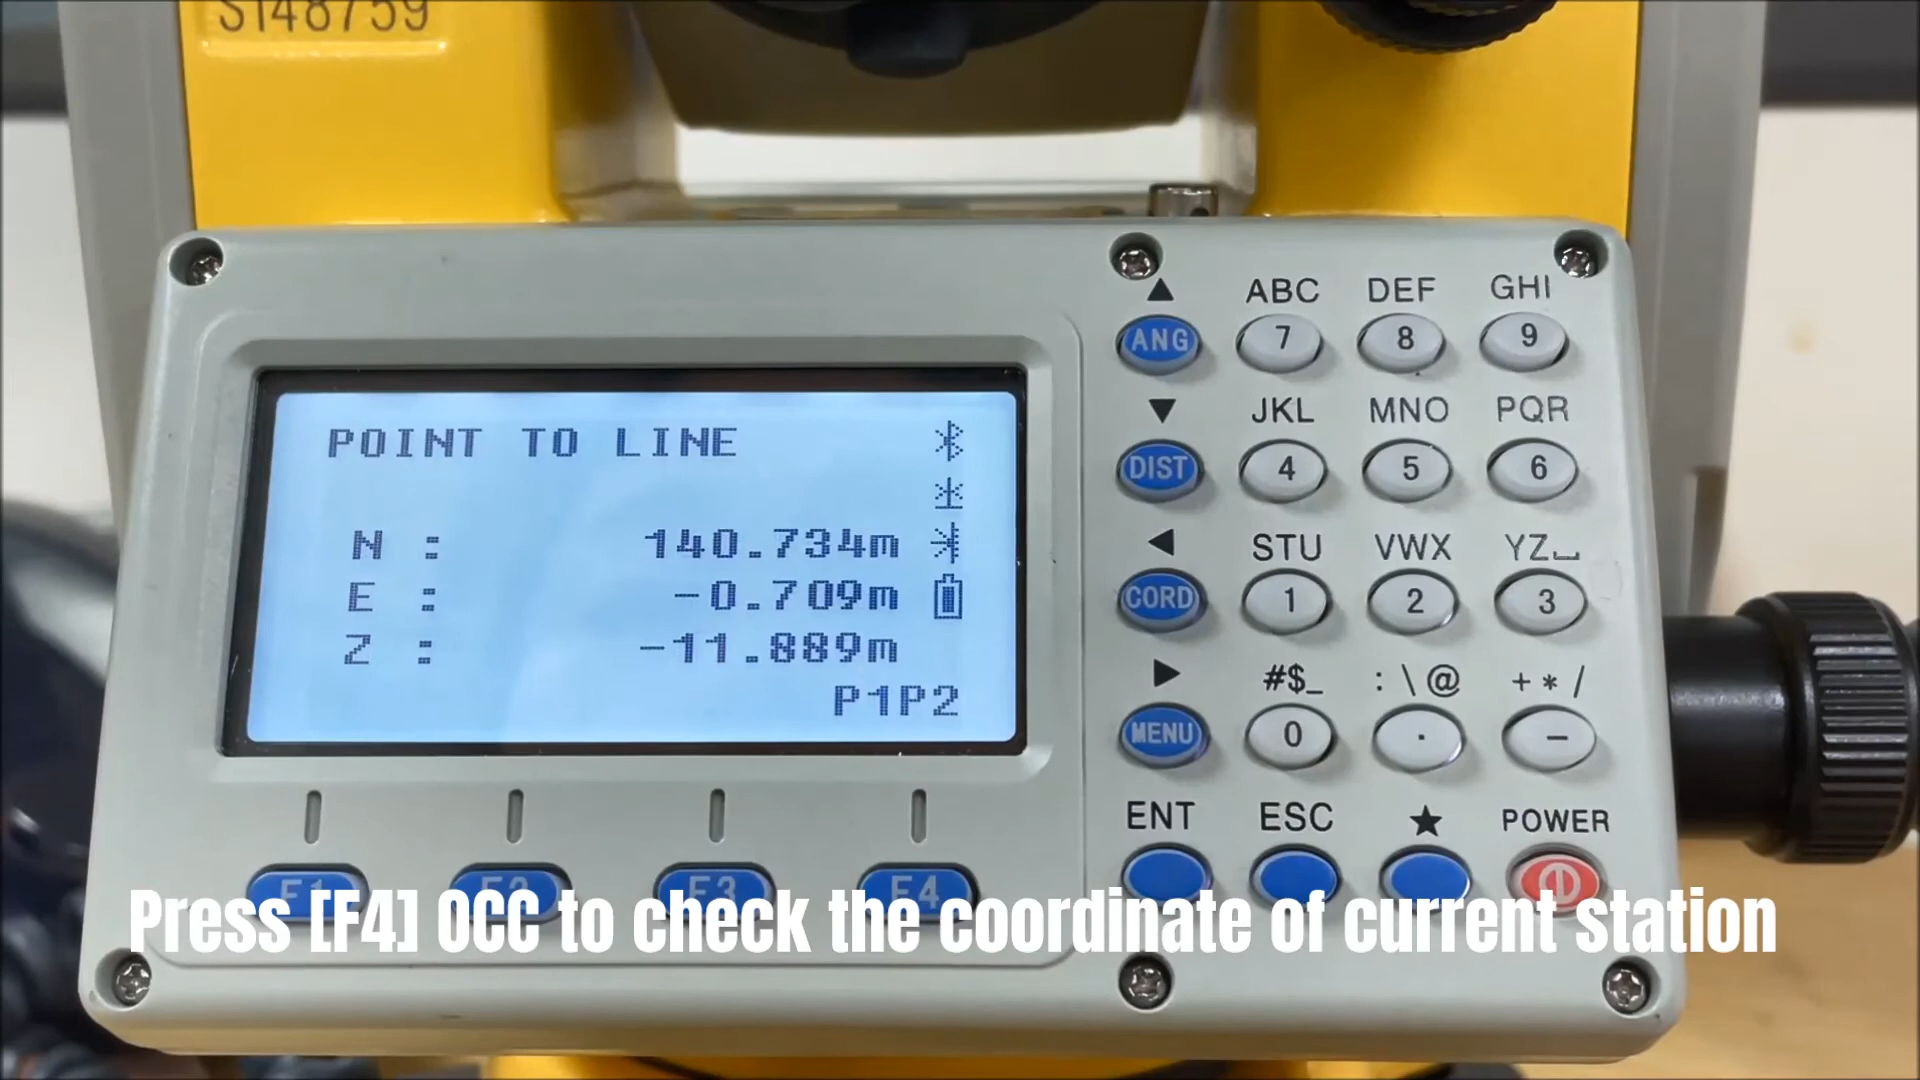 S148759
POINT TO LINE
N : 140.734m
E : -0.709m
Z : -11.889m
P1P2
ABC DEF GHI
ANG 7 8 9
JKL MNO PQR
DIST 4 5 6
STU VWX YZ⎵
CORD 1 2 3
#$_ : \ @ + * /
MENU 0 . -
ENT ESC ★ POWER
F1 F2 F3 F4
Press [F4] OCC to check the coordinate of current station